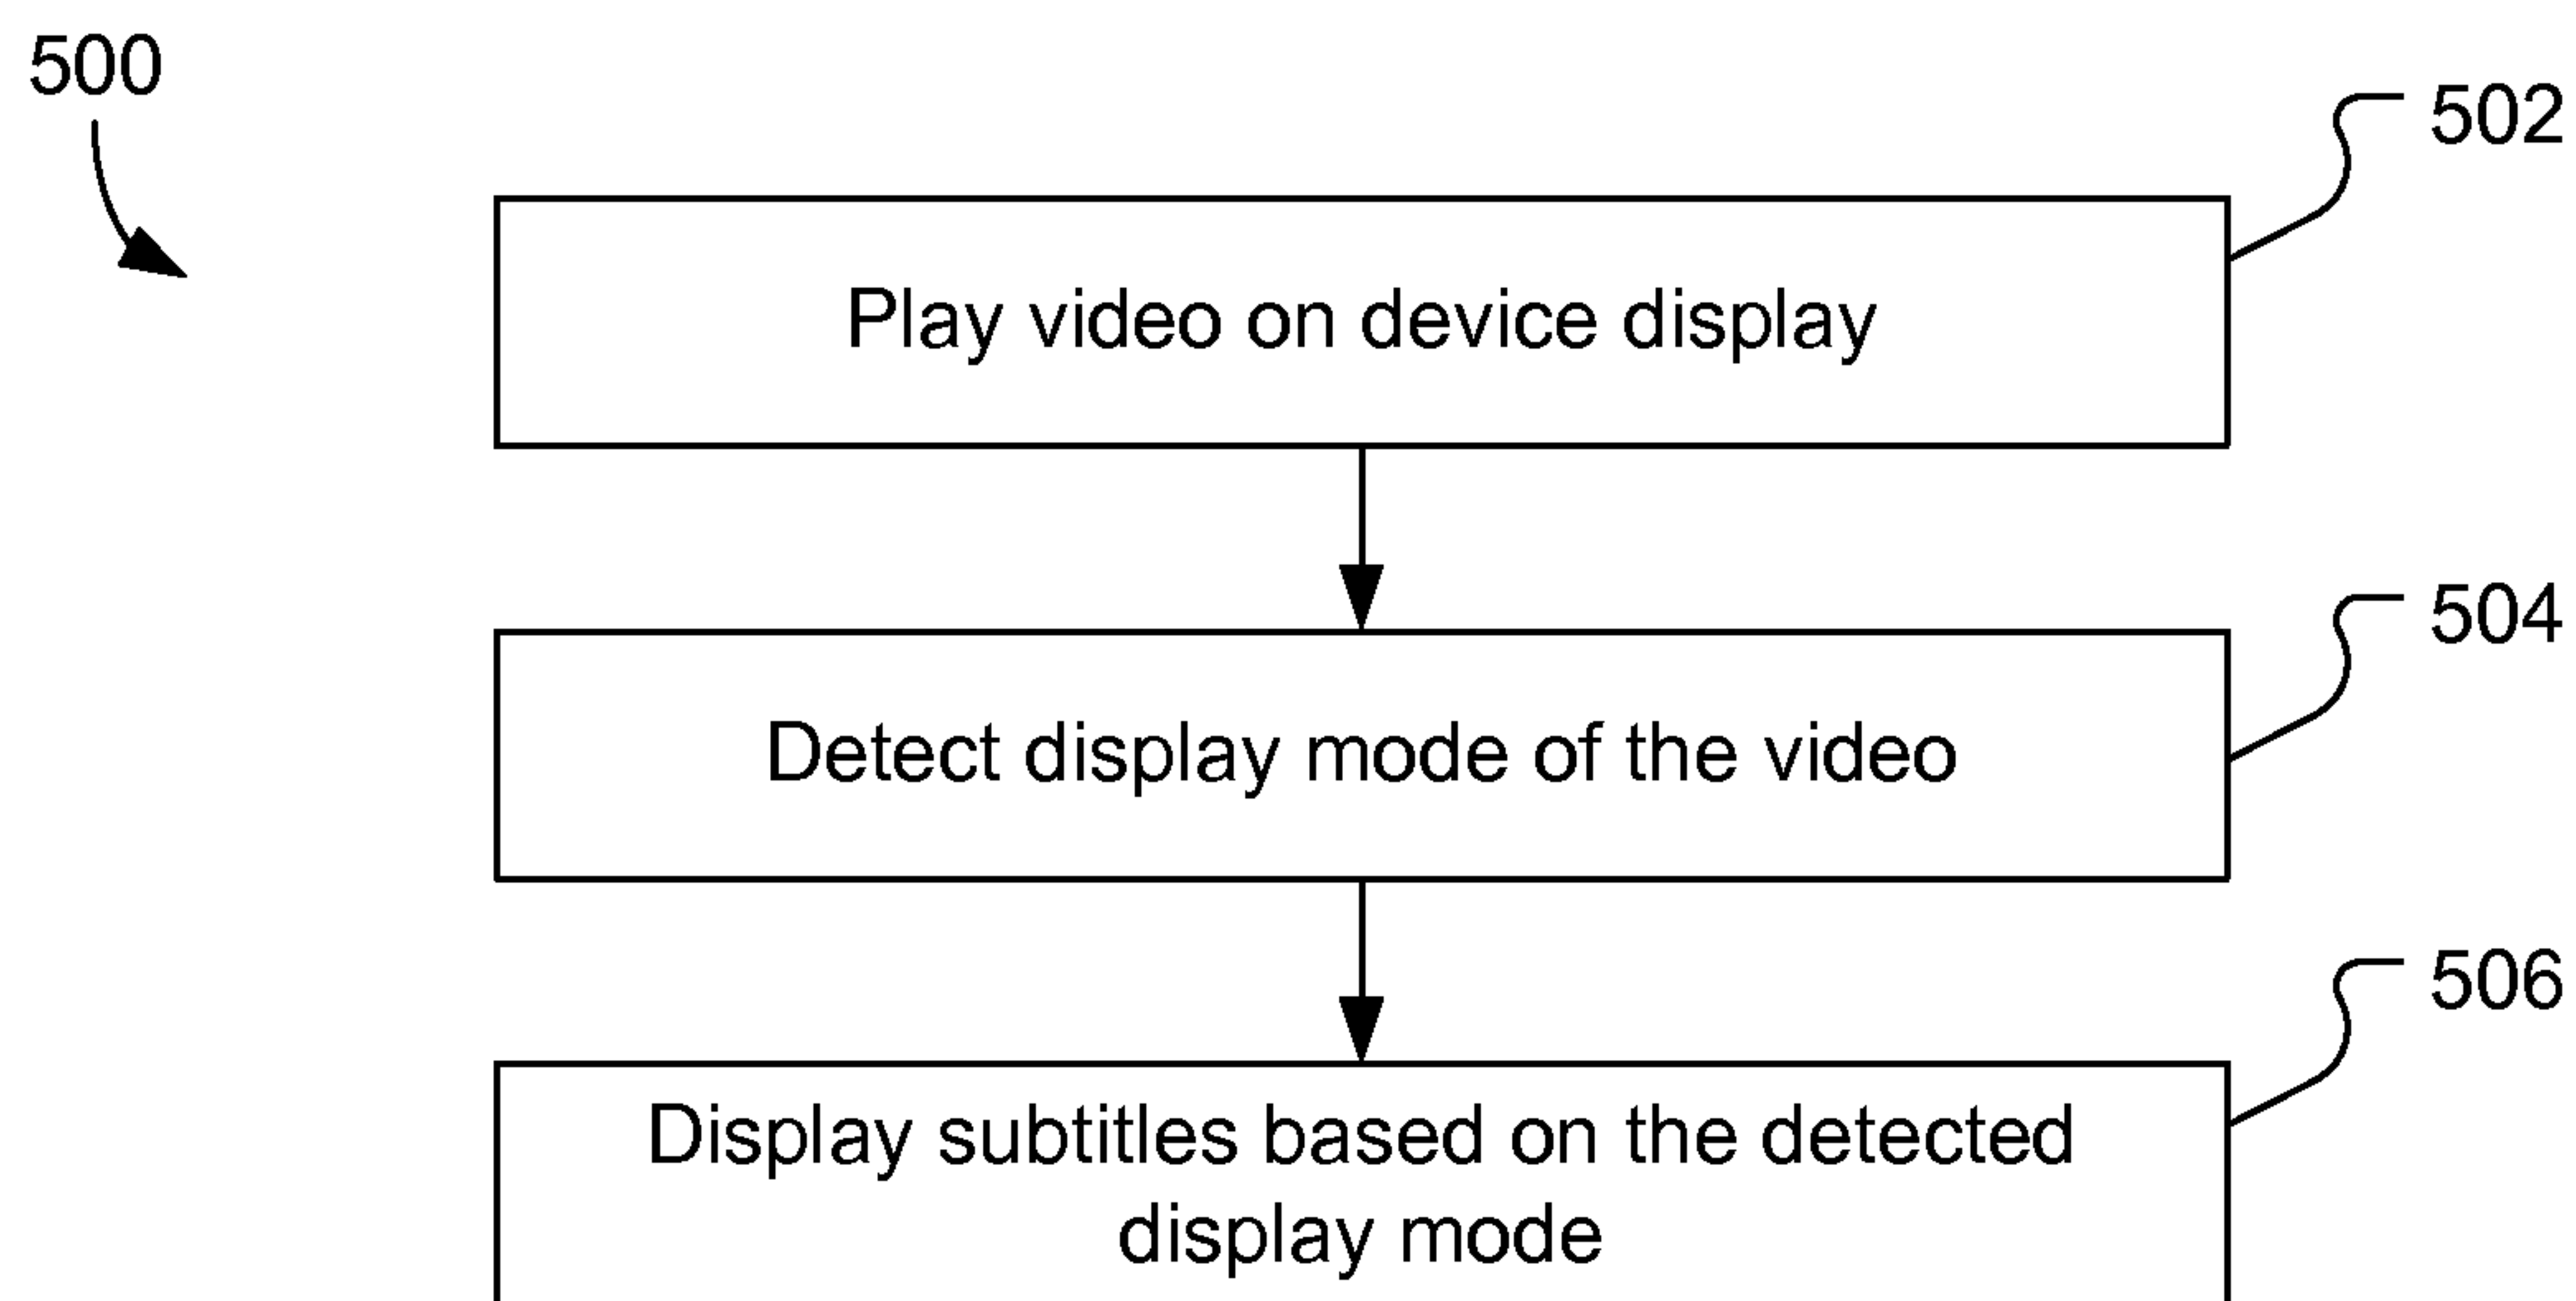 500
502
Play video on device display
504
Detect display mode of the video
506
Display subtitles based on the detected
display mode